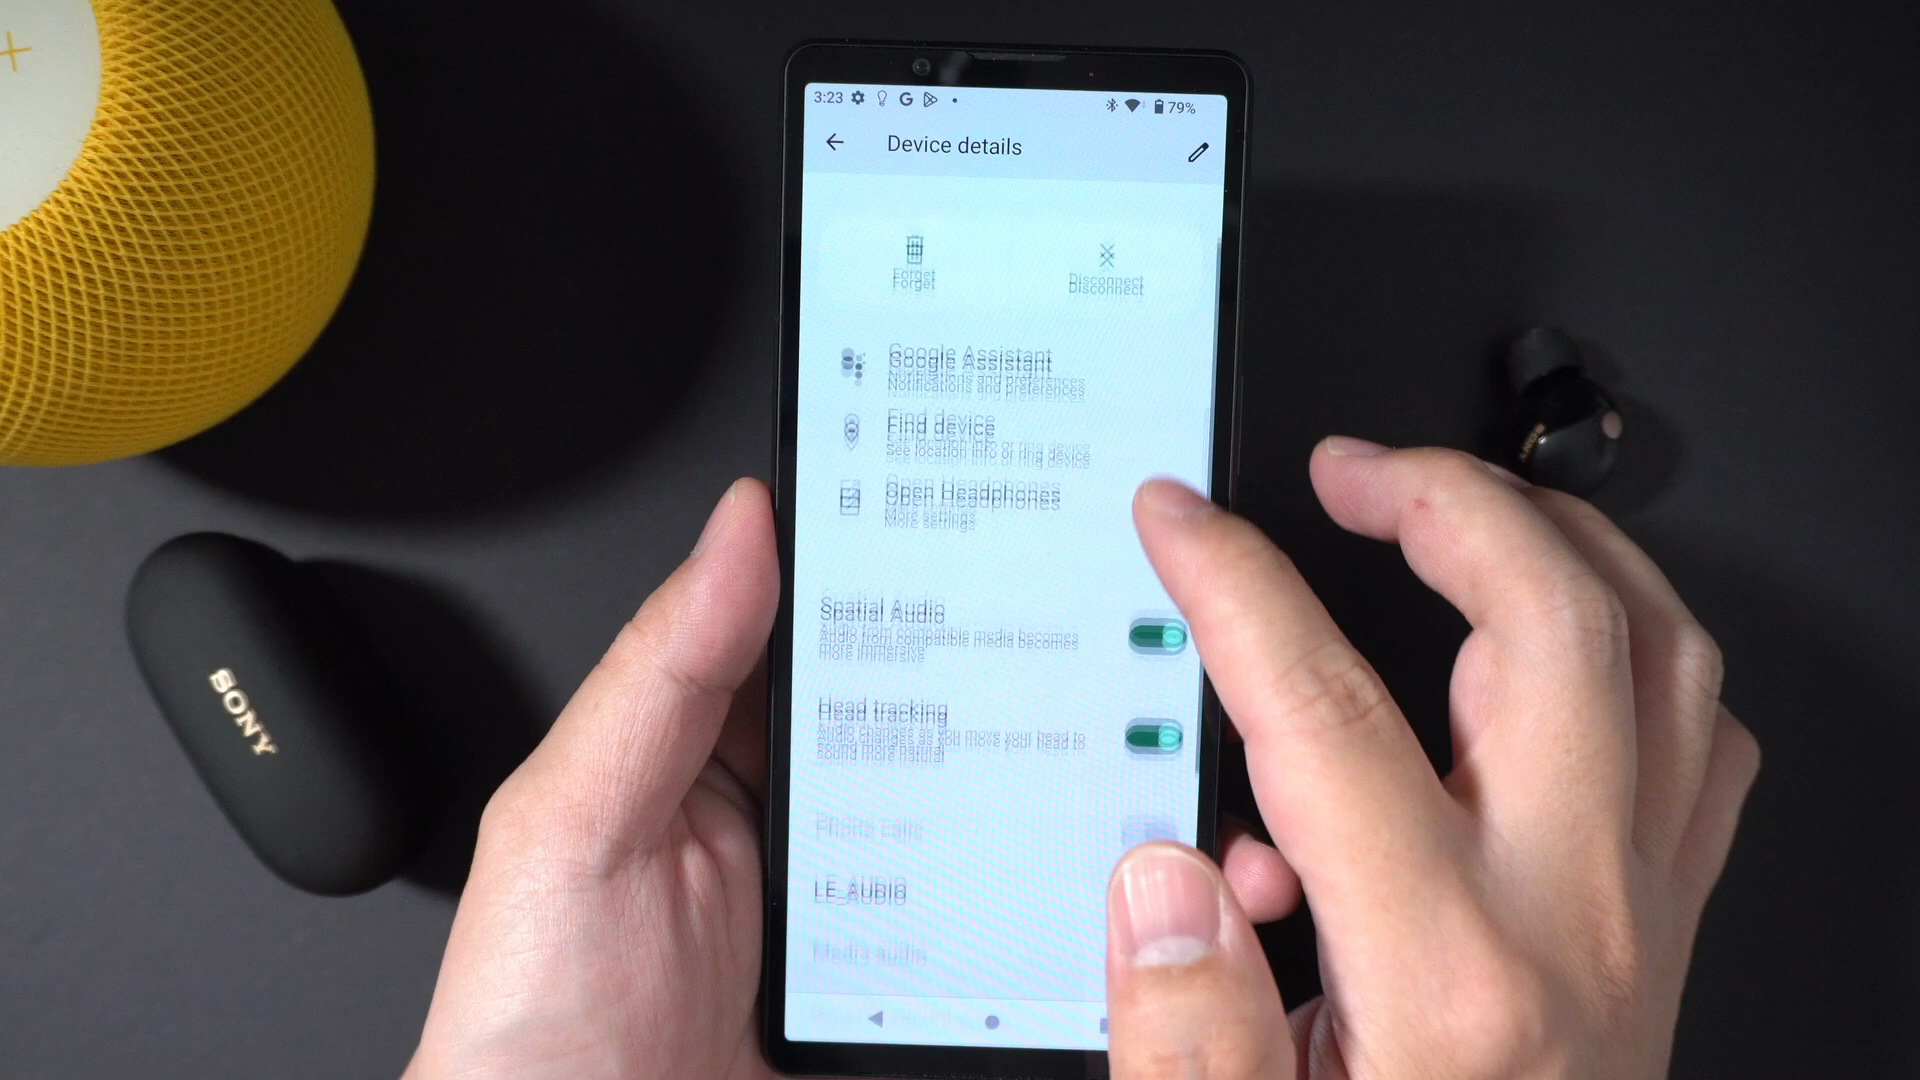 +
3:23
G
79%
Device details
Forget
Disconnect
Google Assistant
Notifications and preferences
Find device
See location info or ring device
Open Headphones
More settings
Spatial Audio
Audio from compatible media becomes
more immersive
Head tracking
Audio changes as you move your head to
sound more natural
Phone calls
LE_AUDIO
Media audio
SONY
SONY